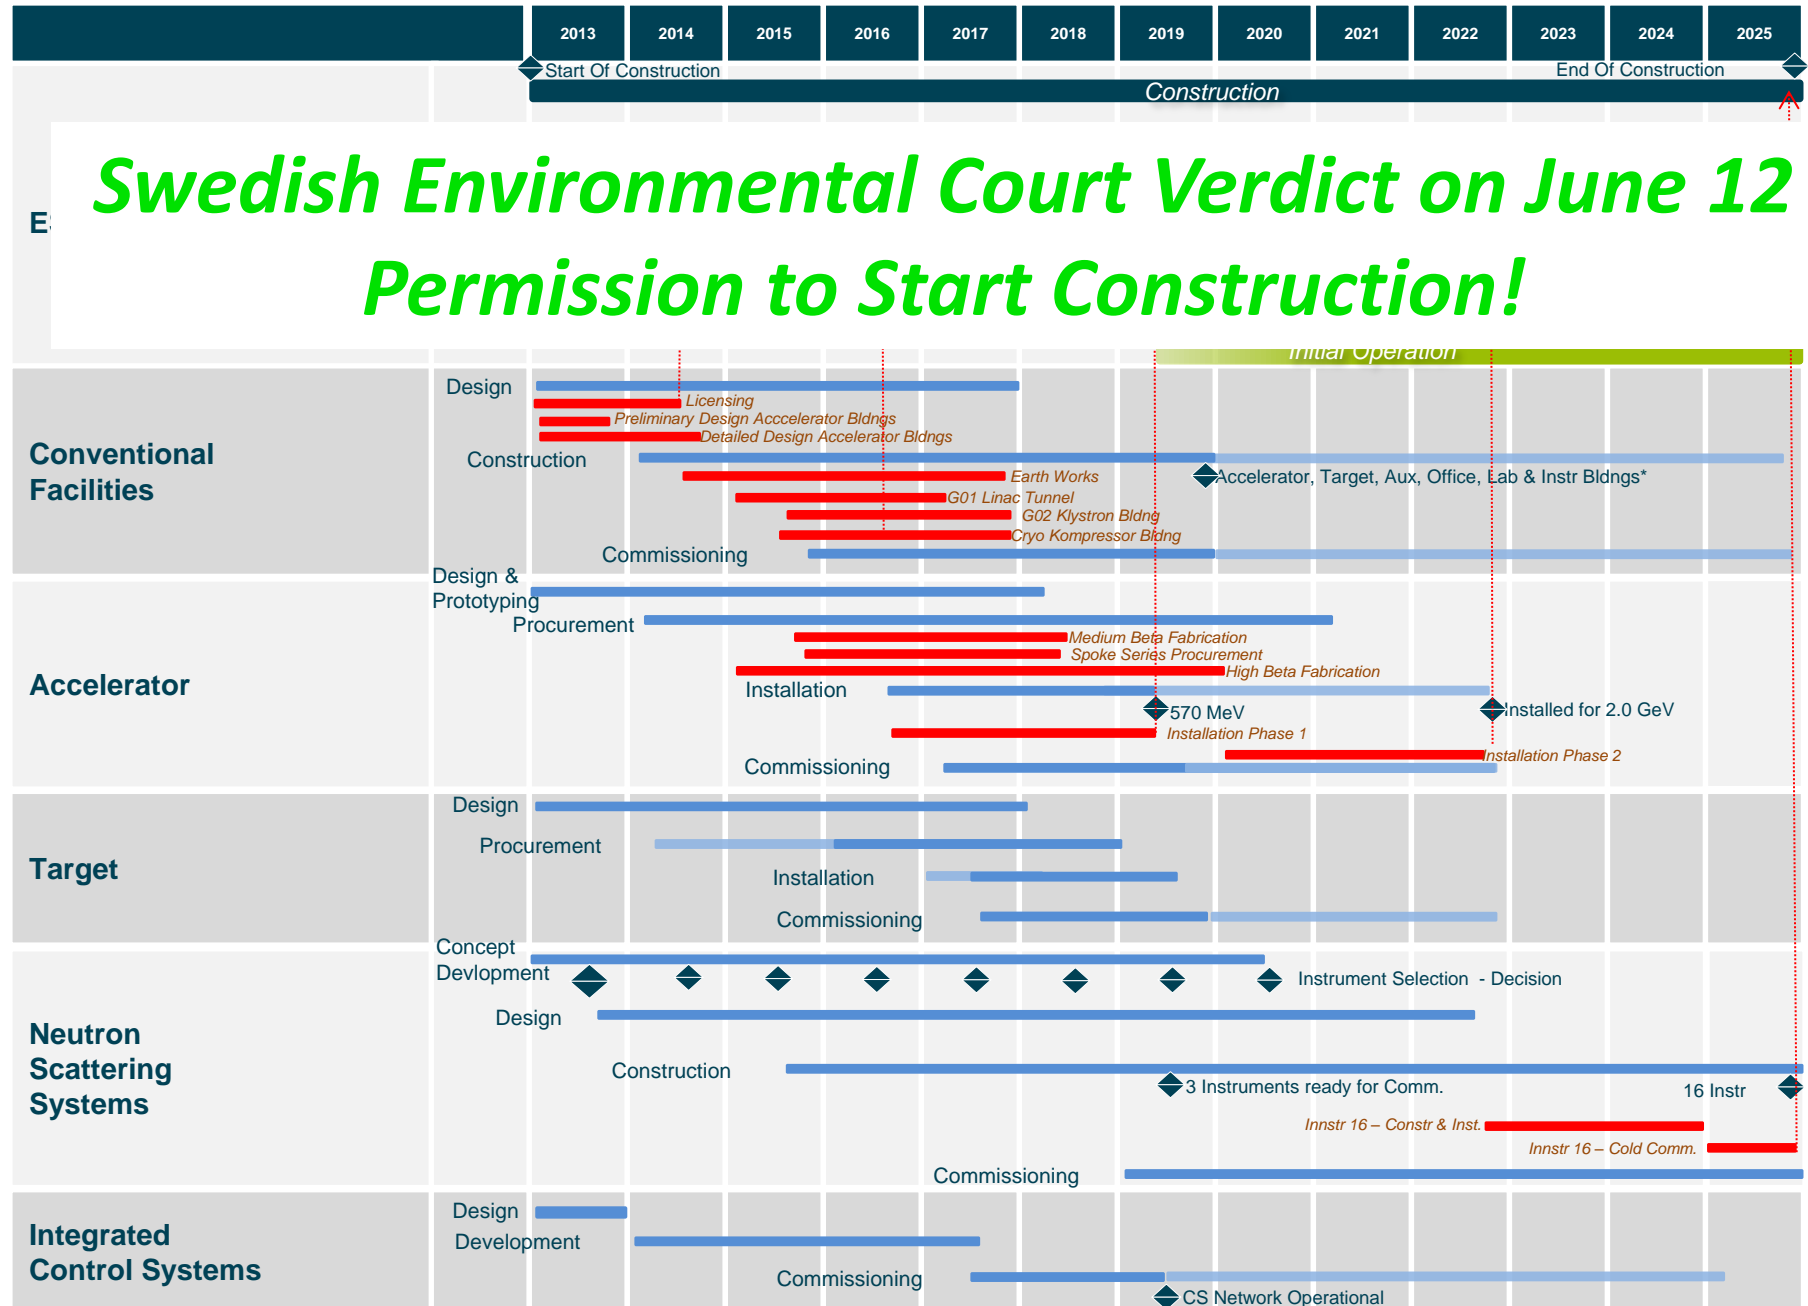 2013 2014 2015 2016 2017 2018 2019 2020 2021 2022 2023 2024 2025
Start Of Construction
End Of Construction
Construction
Swedish Environmental Court Verdict on June 12
Permission to Start Construction!
Initial Operation
Conventional
Facilities
Design
Licensing
Preliminary Design Acccelerator Bldngs
Detailed Design Accelerator Bldngs
Construction
Earth Works
Accelerator, Target, Aux, Office, Lab & Instr Bldngs*
G01 Linac Tunnel
G02 Klystron Bldng
Cryo Kompressor Bldng
Commissioning
Accelerator
Design &
Prototyping
Procurement
Medium Beta Fabrication
Spoke Series Procurement
High Beta Fabrication
Installation
570 MeV
Installed for 2.0 GeV
Installation Phase 1
Installation Phase 2
Commissioning
Target
Design
Procurement
Installation
Commissioning
Neutron
Scattering
Systems
Concept
Devlopment
Instrument Selection - Decision
Design
Construction
3 Instruments ready for Comm.
16 Instr
Innstr 16 – Constr & Inst.
Innstr 16 – Cold Comm.
Commissioning
Integrated
Control Systems
Design
Development
Commissioning
CS Network Operational